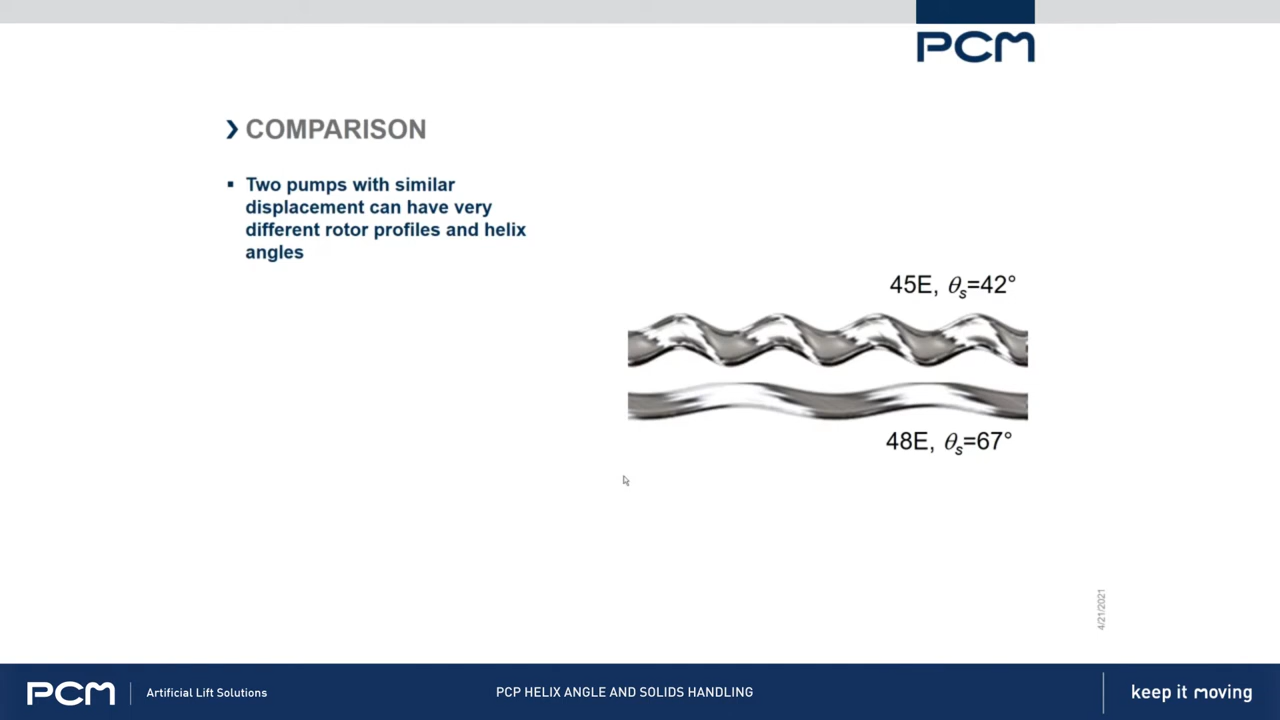 PCM
COMPARISON
Two pumps with similar
displacement can have very
different rotor profiles and helix
angles
45E, θs=42°
48E, θs=67°
4/21/2021
PCM
Artificial Lift Solutions
PCP HELIX ANGLE AND SOLIDS HANDLING
keep it moving